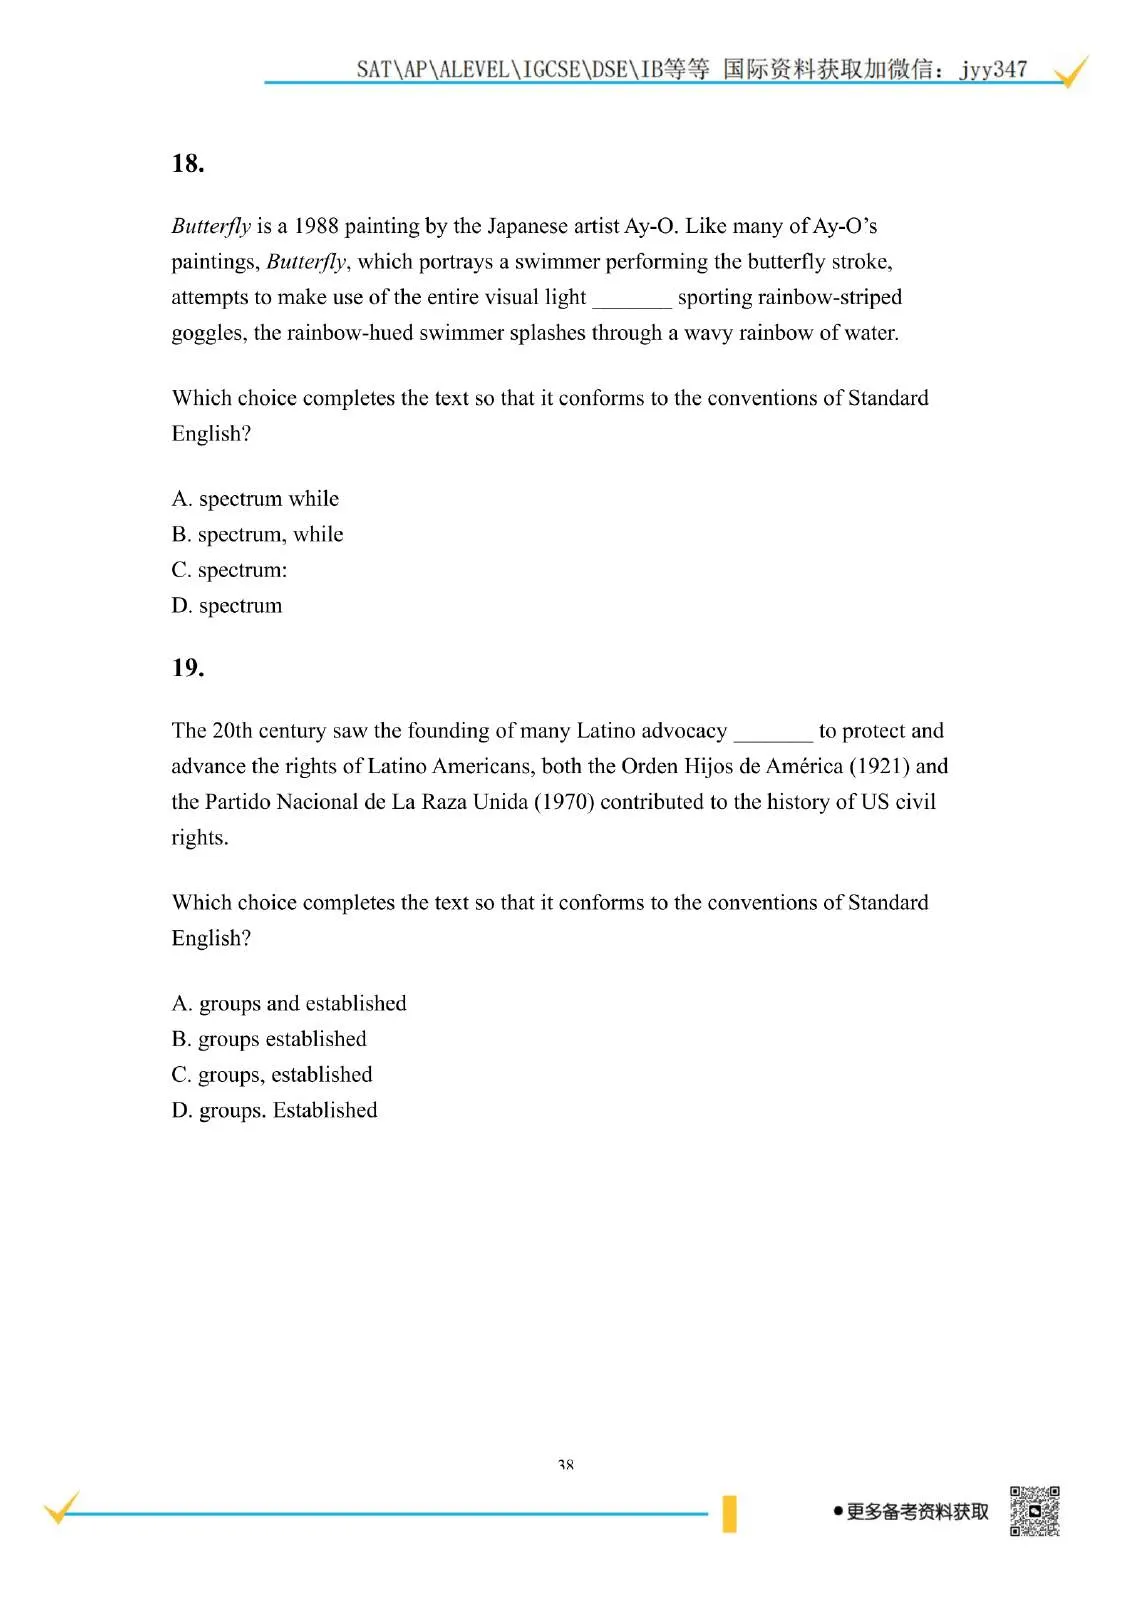 SAT\AP\ALEVEL\IGCSE\DSE\IB等等 国际资料获取加微信：jyy347
18.
Butterfly is a 1988 painting by the Japanese artist Ay-O. Like many of Ay-O’s
paintings, Butterfly, which portrays a swimmer performing the butterfly stroke,
attempts to make use of the entire visual light _______ sporting rainbow-striped
goggles, the rainbow-hued swimmer splashes through a wavy rainbow of water.
Which choice completes the text so that it conforms to the conventions of Standard
English?
A. spectrum while
B. spectrum, while
C. spectrum:
D. spectrum
19.
The 20th century saw the founding of many Latino advocacy _______ to protect and
advance the rights of Latino Americans, both the Orden Hijos de América (1921) and
the Partido Nacional de La Raza Unida (1970) contributed to the history of US civil
rights.
Which choice completes the text so that it conforms to the conventions of Standard
English?
A. groups and established
B. groups established
C. groups, established
D. groups. Established
38
●更多备考资料获取